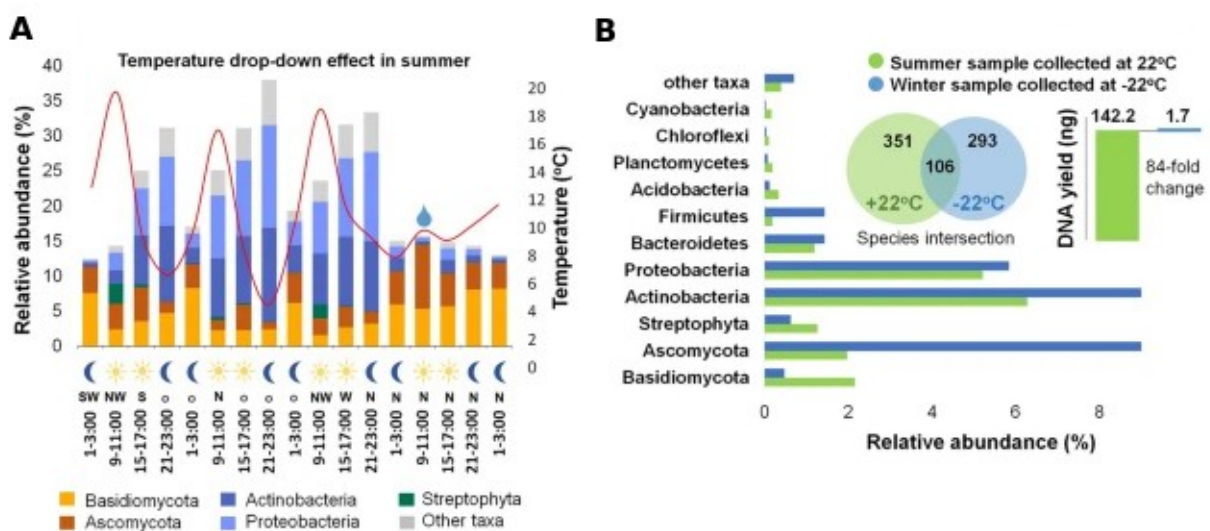 A
Temperature drop-down effect in summer
Relative abundance (%)
40
35
30
25
20
15
10
5
0
20
18
16
14
12
10
8
6
4
2
0
Temperature (ºC)
SW NW S o o N o o o NW W N N N N N N
1-3:00 9-11:00 15-17:00 21-23:00 1-3:00 9-11:00 15-17:00 21-23:00 1-3:00 9-11:00 15-17:00 21-23:00 1-3:00 9-11:00 15-17:00 21-23:00 1-3:00
Basidiomycota Actinobacteria Streptophyta
Ascomycota Proteobacteria Other taxa
B
Summer sample collected at 22ºC
Winter sample collected at -22ºC
other taxa
Cyanobacteria
Chloroflexi
Planctomycetes
Acidobacteria
Firmicutes
Bacteroidetes
Proteobacteria
Actinobacteria
Streptophyta
Ascomycota
Basidiomycota
0 2 4 6 8
Relative abundance (%)
351 106 293
+22ºC -22ºC
Species intersection
DNA yield (ng)
142.2 1.7
84-fold
change